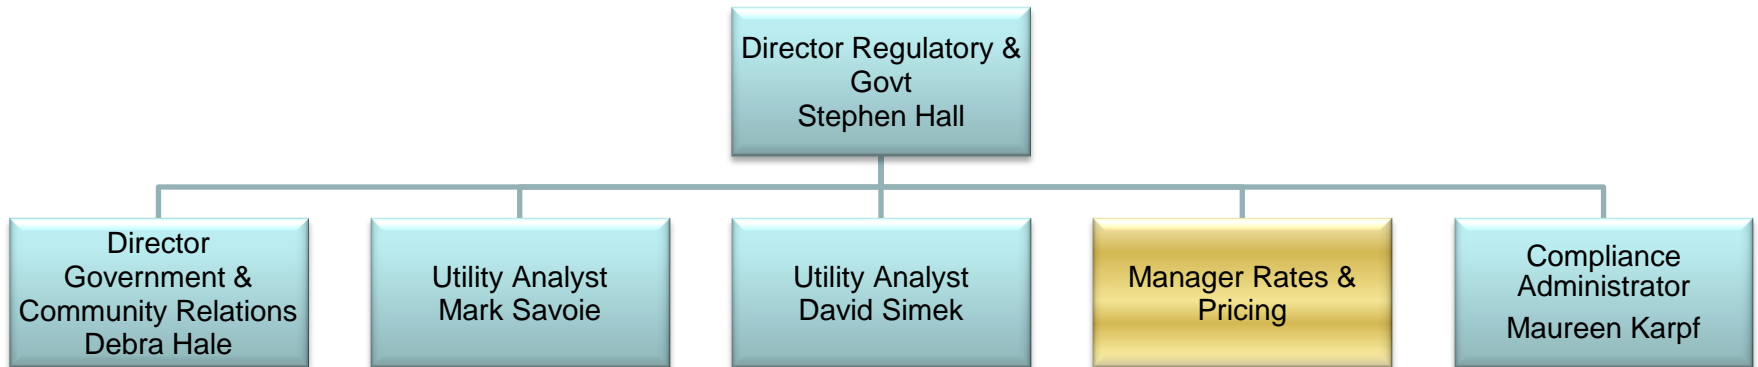 Director Regulatory &
Govt
Stephen Hall
Director
Government &
Community Relations
Debra Hale
Utility Analyst
Mark Savoie
Utility Analyst
David Simek
Manager Rates &
Pricing
Compliance
Administrator
Maureen Karpf